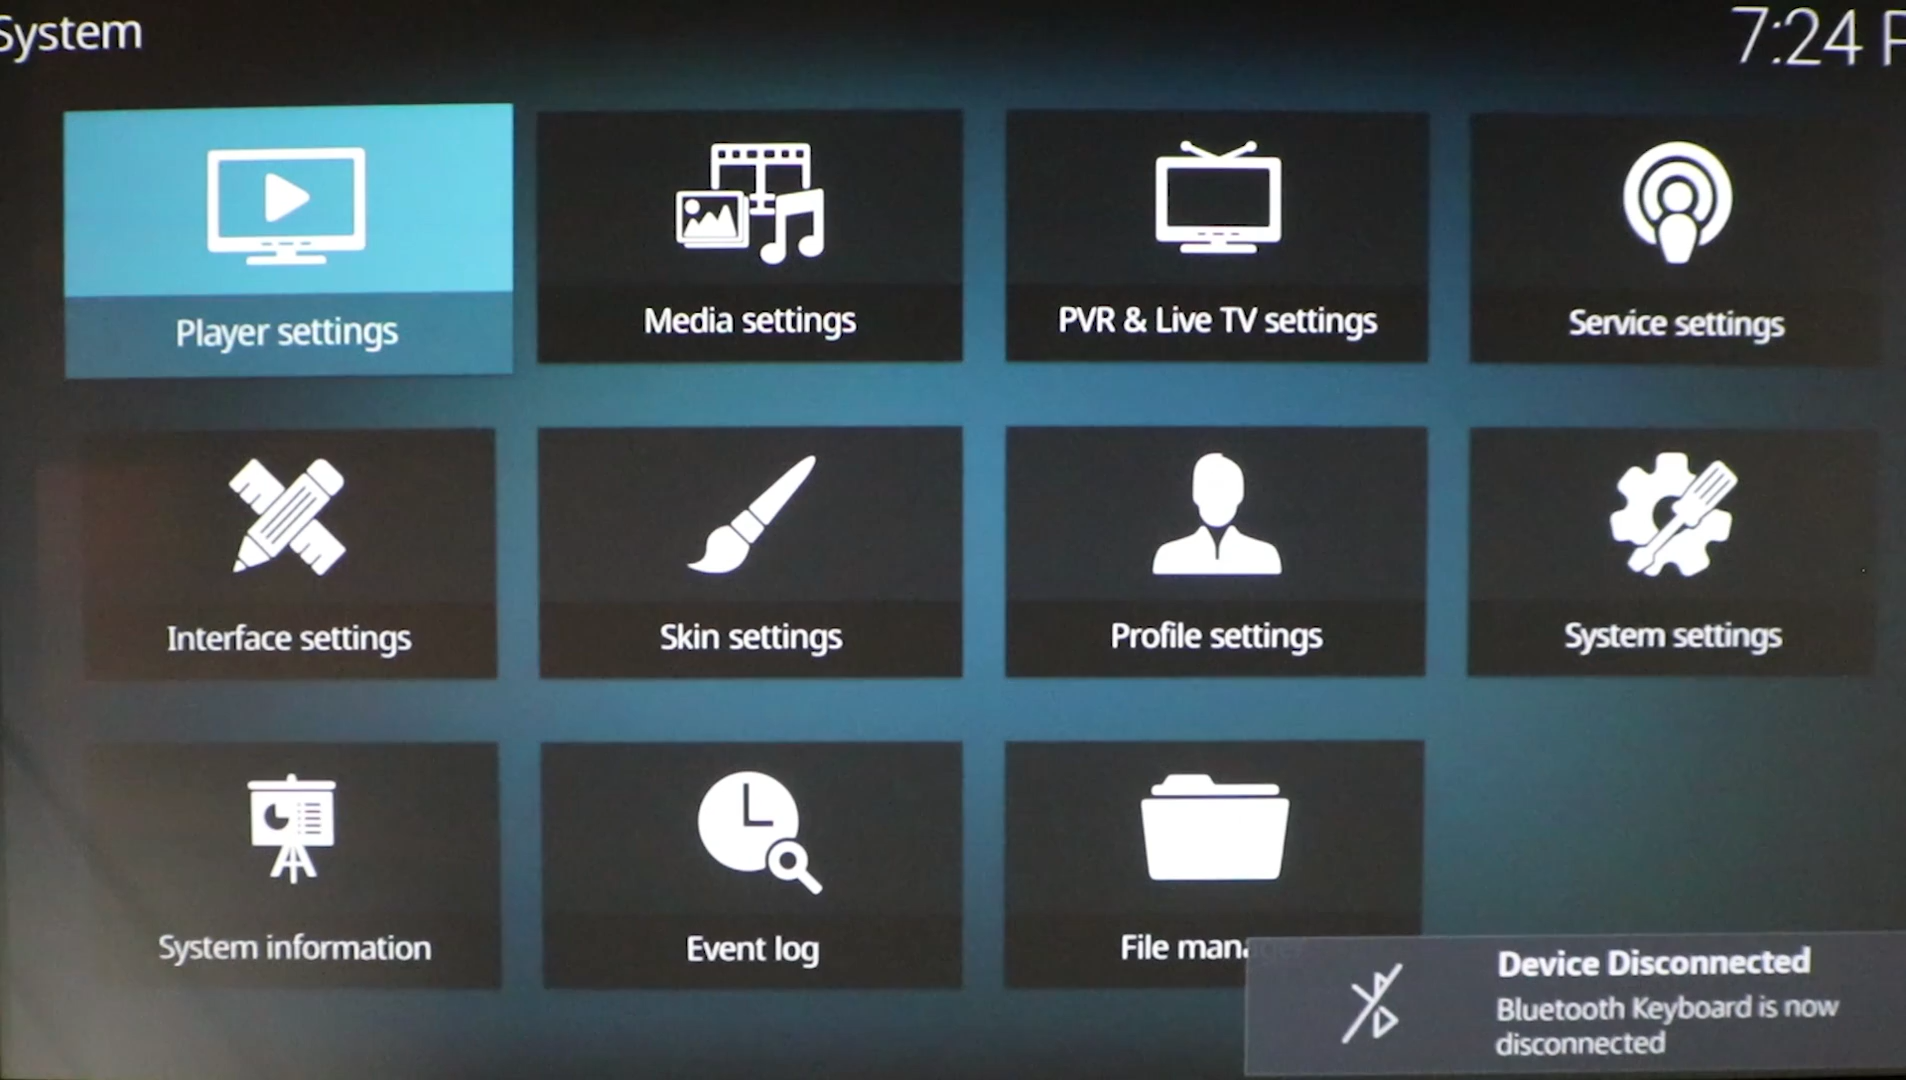 System
7:24 P
Player settings
Media settings
PVR & Live TV settings
Service settings
Interface settings
Skin settings
Profile settings
System settings
System information
Event log
File mana
Device Disconnected
Bluetooth Keyboard is now
disconnected